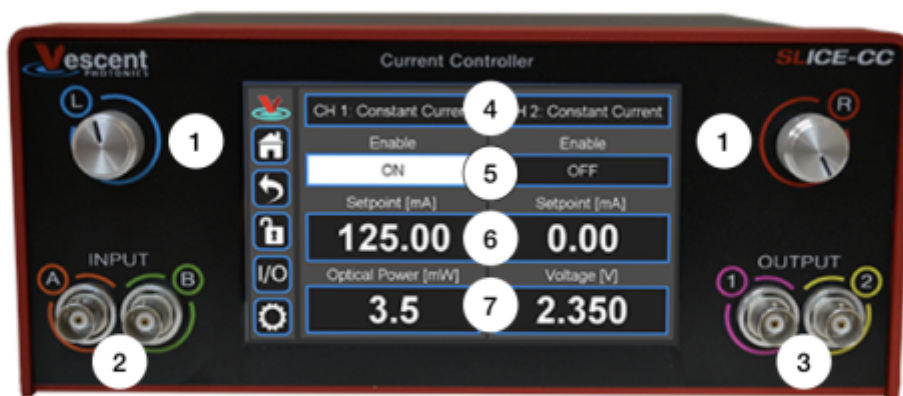 Vescent
PHOTONICS
Current Controller
SLICE-CC
L
1
4
1
R
CH 1: Constant Curre
H 2: Constant Current
Enable
Enable
ON
5
OFF
Setpoint [mA]
Setpoint [mA]
125.00
6
0.00
INPUT
A
B
I/O
Optical Power [mW]
Voltage [V]
3.5
7
2.350
OUTPUT
1
2
2
3